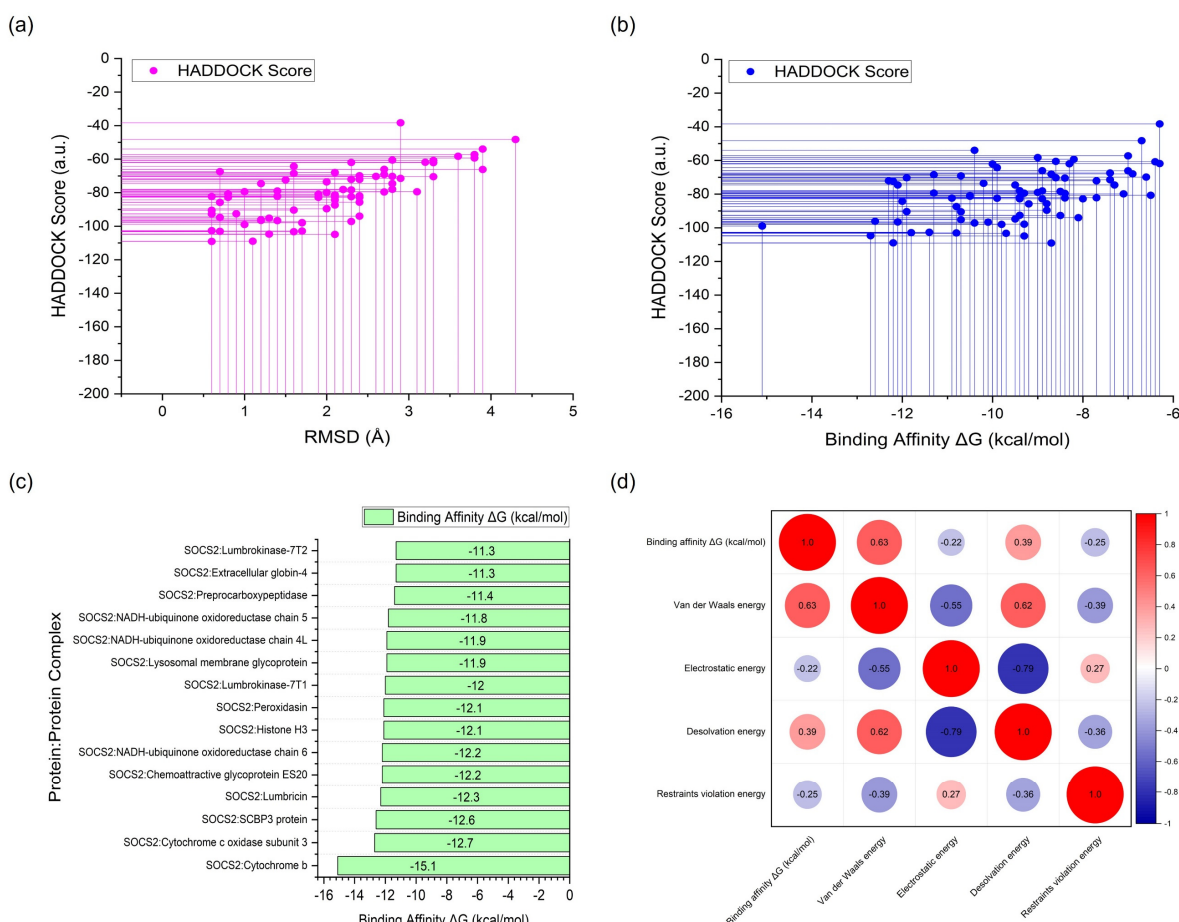 (a)
HADDOCK Score
0
-20
-40
-60
-80
-100
-120
-140
-160
-180
-200
HADDOCK Score (a.u.)
0
1
2
3
4
5
RMSD (Å)
(b)
HADDOCK Score
0
-20
-40
-60
-80
-100
-120
-140
-160
-180
-200
HADDOCK Score (a.u.)
-16
-14
-12
-10
-8
-6
Binding Affinity ΔG (kcal/mol)
(c)
Binding Affinity ΔG (kcal/mol)
Protein:Protein Complex
SOCS2:Lumbrokinase-7T2 -11.3
SOCS2:Extracellular globin-4 -11.3
SOCS2:Preprocarboxypeptidase -11.4
SOCS2:NADH-ubiquinone oxidoreductase chain 5 -11.8
SOCS2:NADH-ubiquinone oxidoreductase chain 4L -11.9
SOCS2:Lysosomal membrane glycoprotein -11.9
SOCS2:Lumbrokinase-7T1 -12
SOCS2:Peroxidasin -12.1
SOCS2:Histone H3 -12.1
SOCS2:NADH-ubiquinone oxidoreductase chain 6 -12.2
SOCS2:Chemoattractive glycoprotein ES20 -12.2
SOCS2:Lumbricin -12.3
SOCS2:SCBP3 protein -12.6
SOCS2:Cytochrome c oxidase subunit 3 -12.7
SOCS2:Cytochrome b -15.1
-16 -14 -12 -10 -8 -6 -4 -2 0
Binding Affinity ΔG (kcal/mol)
(d)
Binding affinity ΔG (kcal/mol) 1.0 0.63 -0.22 0.39 -0.25
Van der Waals energy 0.63 1.0 -0.55 0.62 -0.39
Electrostatic energy -0.22 -0.55 1.0 -0.79 0.27
Desolvation energy 0.39 0.62 -0.79 1.0 -0.36
Restraints violation energy -0.25 -0.39 0.27 -0.36 1.0
Binding affinity ΔG (kcal/mol)
Van der Waals energy
Electrostatic energy
Desolvation energy
Restraints violation energy
1
0.8
0.6
0.4
0.2
0
-0.2
-0.4
-0.6
-0.8
-1